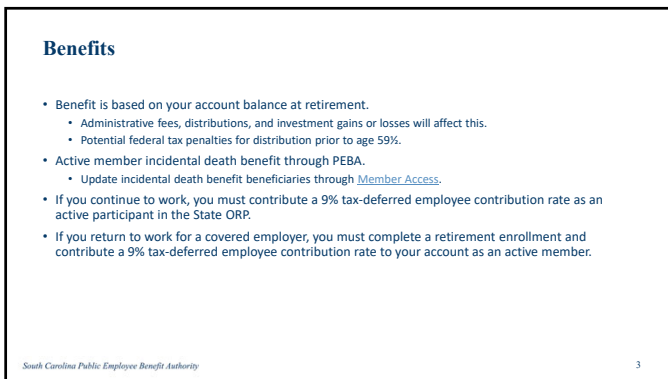 Benefits
• Benefit is based on your account balance at retirement.
• Administrative fees, distributions, and investment gains or losses will affect this.
• Potential federal tax penalties for distribution prior to age 59½.
• Active member incidental death benefit through PEBA.
• Update incidental death benefit beneficiaries through Member Access.
• If you continue to work, you must contribute a 9% tax-deferred employee contribution rate as an
active participant in the State ORP.
• If you return to work for a covered employer, you must complete a retirement enrollment and
contribute a 9% tax-deferred employee contribution rate to your account as an active member.
South Carolina Public Employee Benefit Authority
3